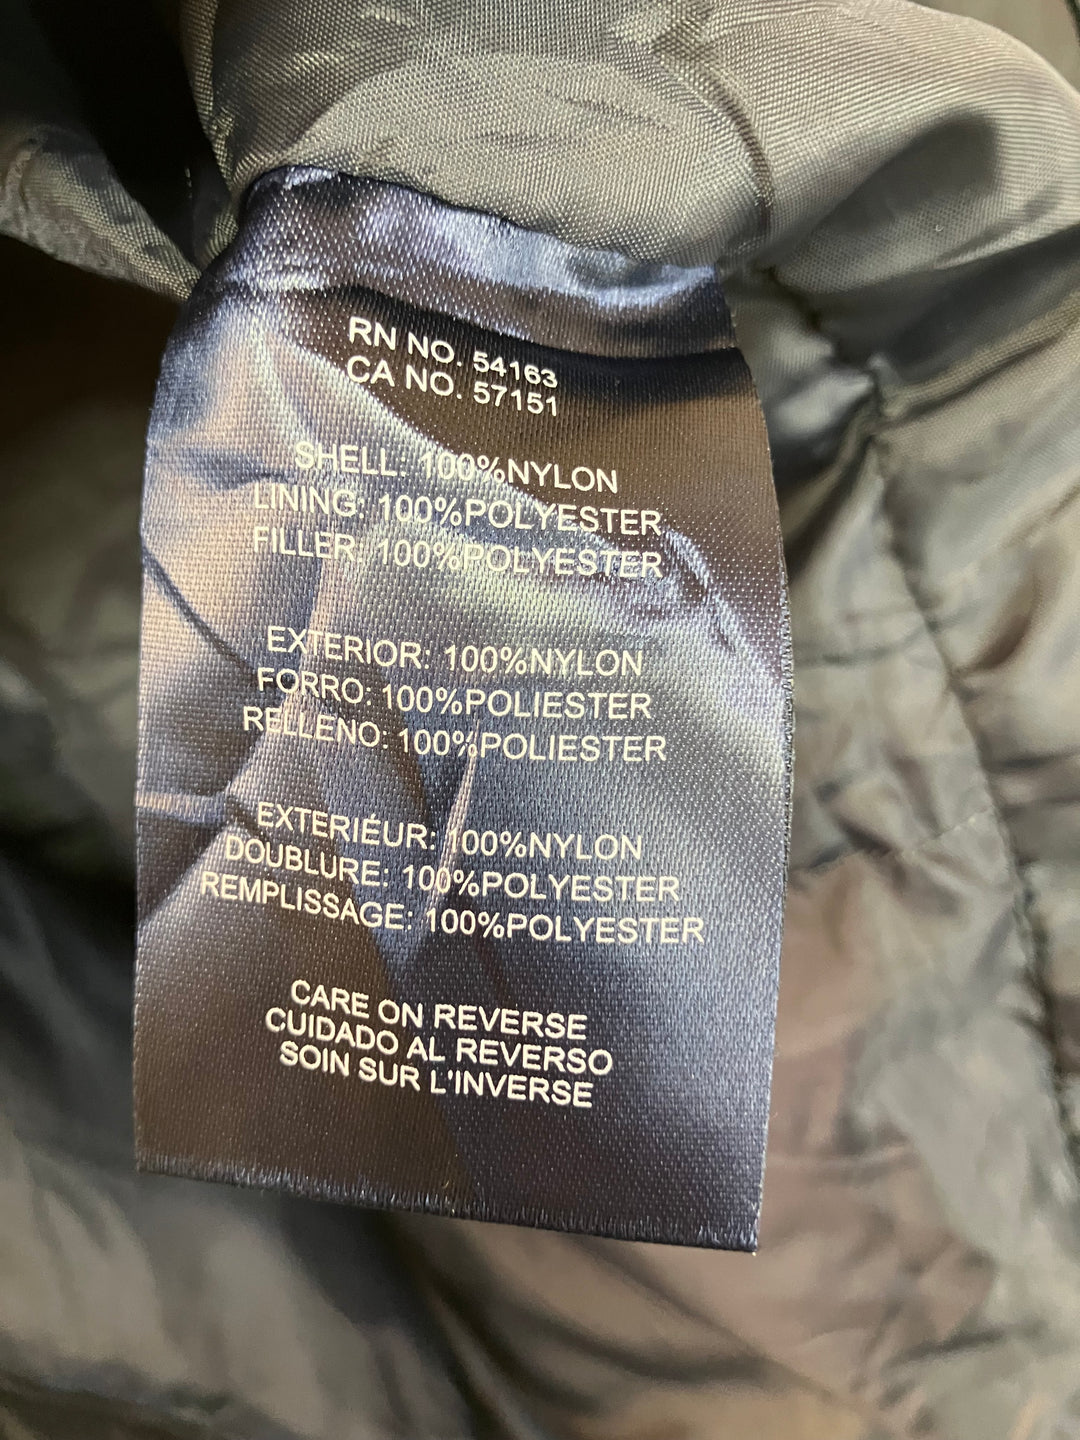 RN NO. 54163
CA NO. 57151
SHELL: 100%NYLON
LINING: 100%POLYESTER
FILLER: 100%POLYESTER
EXTERIOR: 100%NYLON
FORRO: 100%POLIESTER
RELLENO: 100%POLIESTER
EXTERIÉUR: 100%NYLON
DOUBLURE: 100%POLYESTER
REMPLISSAGE: 100%POLYESTER
CARE ON REVERSE
CUIDADO AL REVERSO
SOIN SUR L'INVERSE